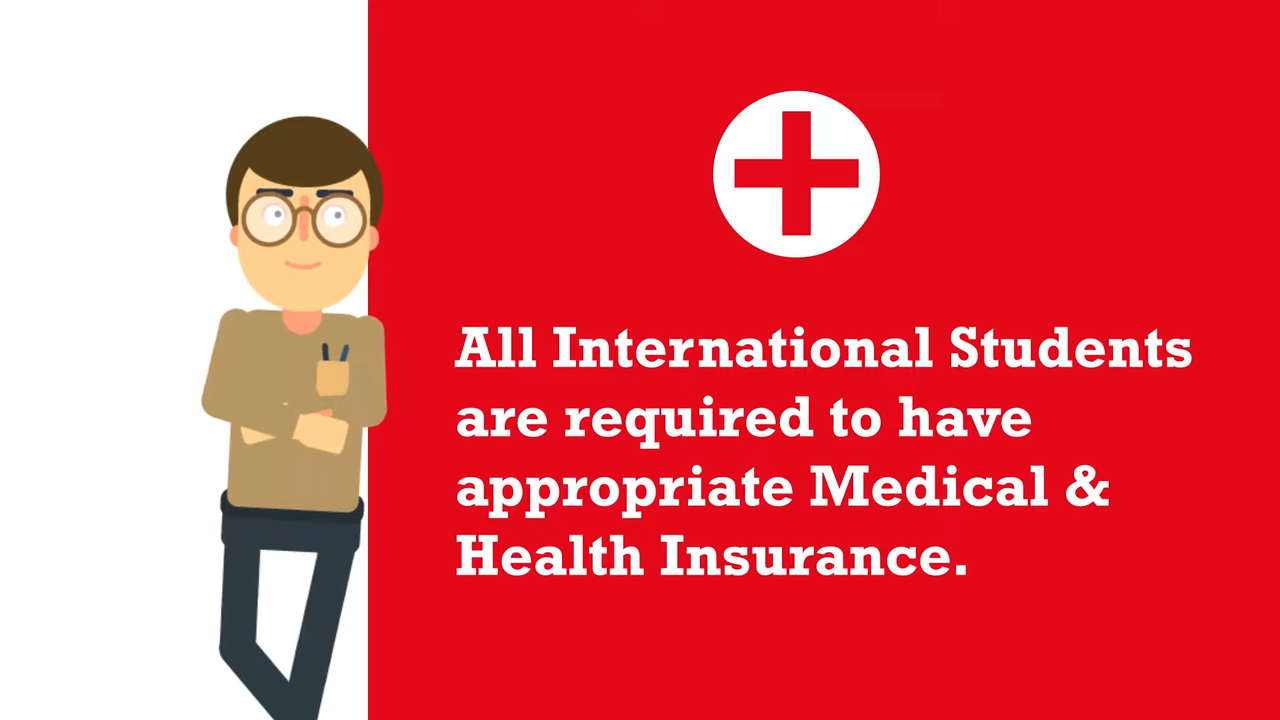 All International Students
are required to have
appropriate Medical &
Health Insurance.